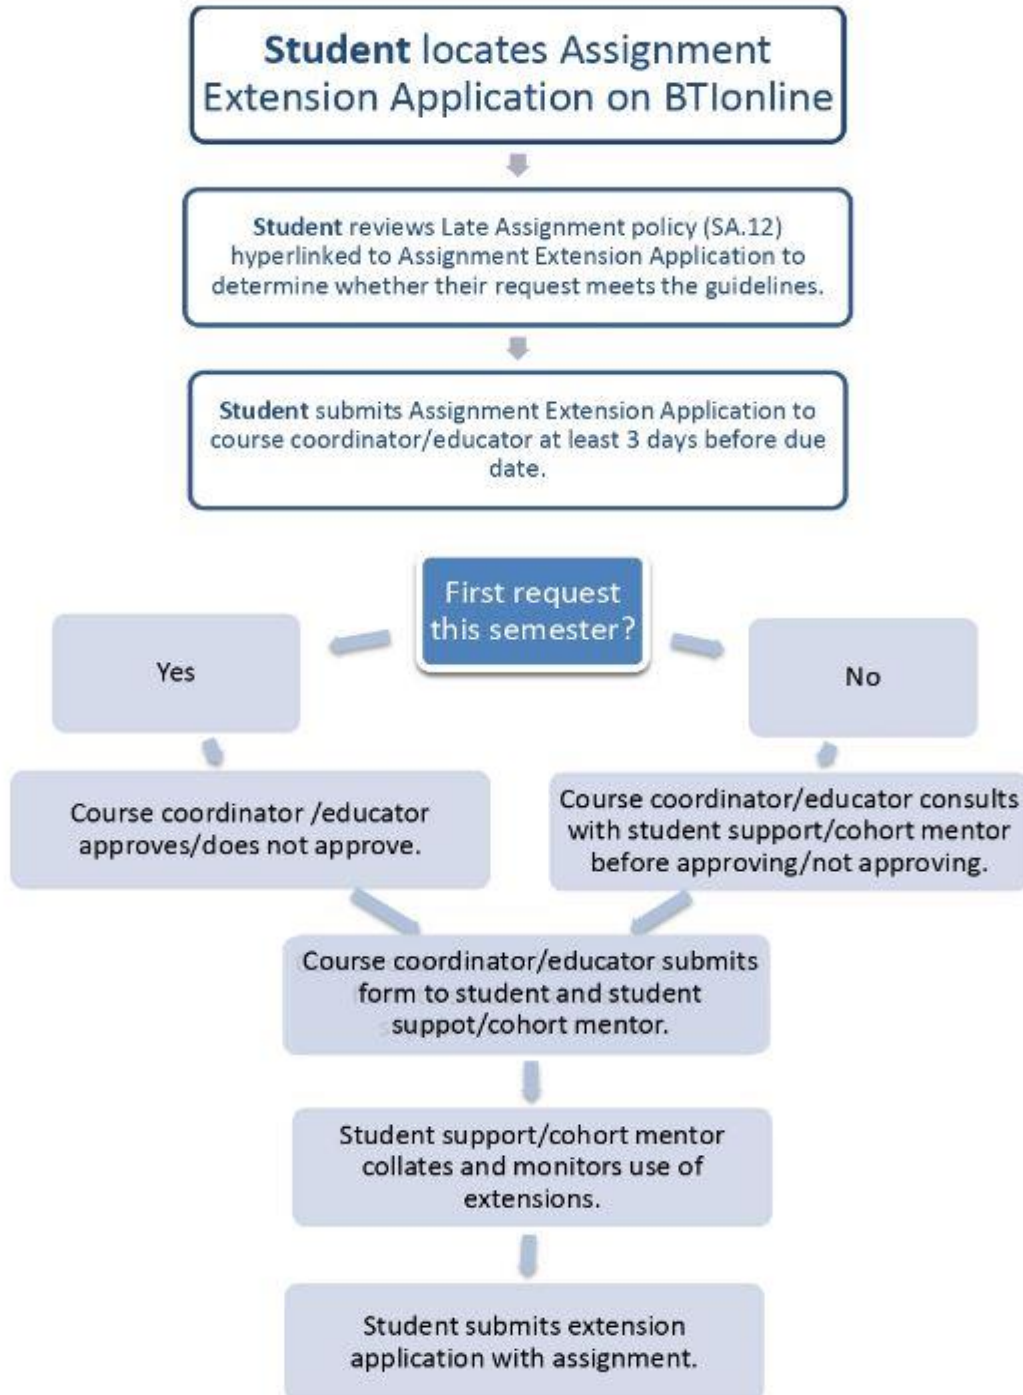 Student locates Assignment
Extension Application on BTIonline
Student reviews Late Assignment policy (SA.12)
hyperlinked to Assignment Extension Application to
determine whether their request meets the guidelines.
Student submits Assignment Extension Application to
course coordinator/educator at least 3 days before due
date.
First request
this semester?
Yes
No
Course coordinator /educator
approves/does not approve.
Course coordinator/educator consults
with student support/cohort mentor
before approving/not approving.
Course coordinator/educator submits
form to student and student
suppot/cohort mentor.
Student support/cohort mentor
collates and monitors use of
extensions.
Student submits extension
application with assignment.